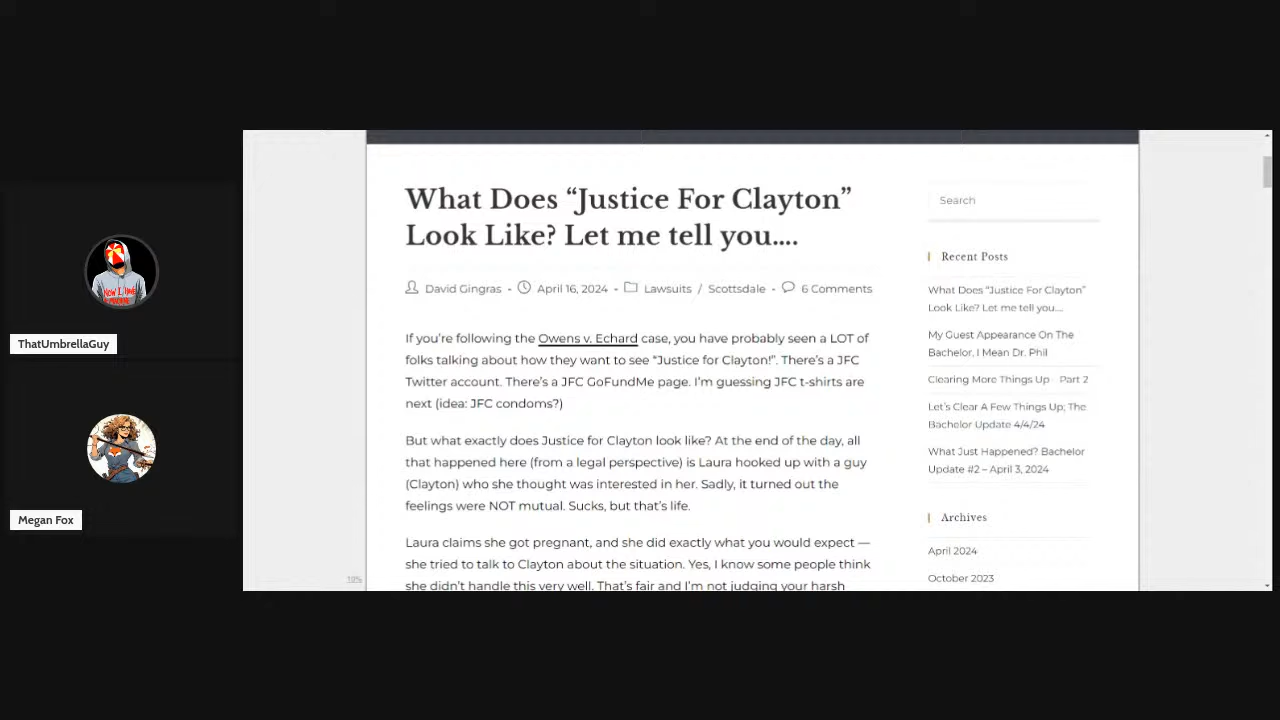 What Does “Justice For Clayton”
Look Like? Let me tell you....
David Gingras - April 16, 2024 - Lawsuits / Scottsdale - 6 Comments
If you’re following the Owens v. Echard case, you have probably seen a LOT of
folks talking about how they want to see “Justice for Clayton!”. There’s a JFC
Twitter account. There’s a JFC GoFundMe page. I’m guessing JFC t-shirts are
next (idea: JFC condoms?)
But what exactly does Justice for Clayton look like? At the end of the day, all
that happened here (from a legal perspective) is Laura hooked up with a guy
(Clayton) who she thought was interested in her. Sadly, it turned out the
feelings were NOT mutual. Sucks, but that’s life.
Laura claims she got pregnant, and she did exactly what you would expect —
she tried to talk to Clayton about the situation. Yes, I know some people think
she didn’t handle this very well. That’s fair and I’m not judging your harsh
Search
Recent Posts
What Does “Justice For Clayton”
Look Like? Let me tell you....
My Guest Appearance On The
Bachelor, I Mean Dr. Phil
Clearing More Things Up – Part 2
Let’s Clear A Few Things Up; The
Bachelor Update 4/4/24
What Just Happened? Bachelor
Update #2 – April 3, 2024
Archives
April 2024
October 2023
ThatUmbrellaGuy
Megan Fox